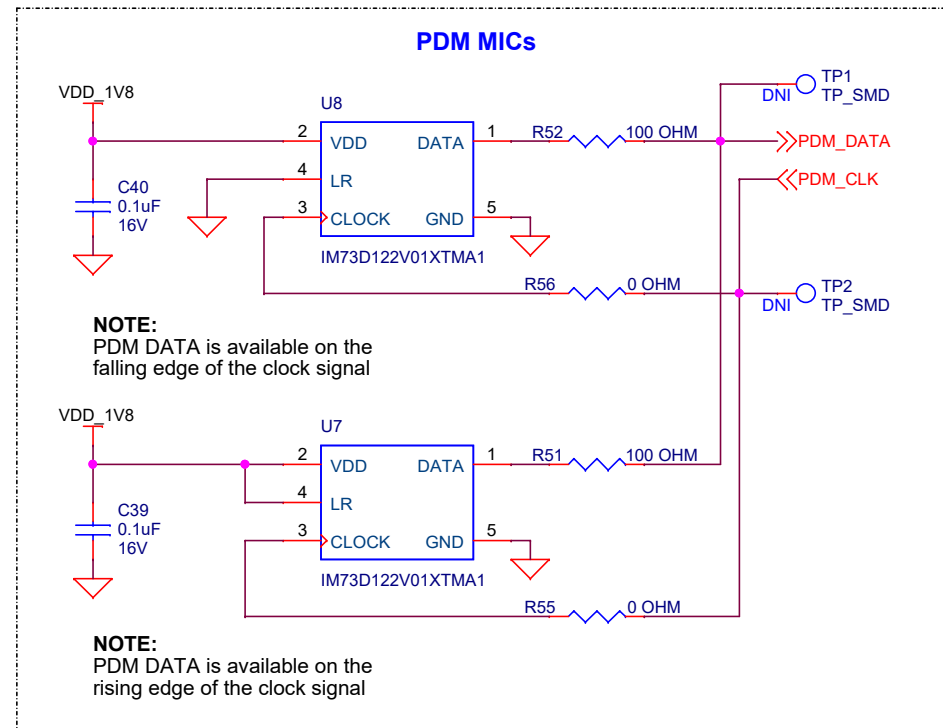 PDM MICs
VDD_1V8
C40
0.1uF
16V
U8
2 VDD DATA 1
4 LR
3 CLOCK GND 5
IM73D122V01XTMA1
R52 100 OHM
R56 0 OHM
DNI TP1
TP_SMD
PDM_DATA
PDM_CLK
DNI TP2
TP_SMD
NOTE:
PDM DATA is available on the
falling edge of the clock signal
VDD_1V8
C39
0.1uF
16V
U7
2 VDD DATA 1
4 LR
3 CLOCK GND 5
IM73D122V01XTMA1
R51 100 OHM
R55 0 OHM
NOTE:
PDM DATA is available on the
rising edge of the clock signal